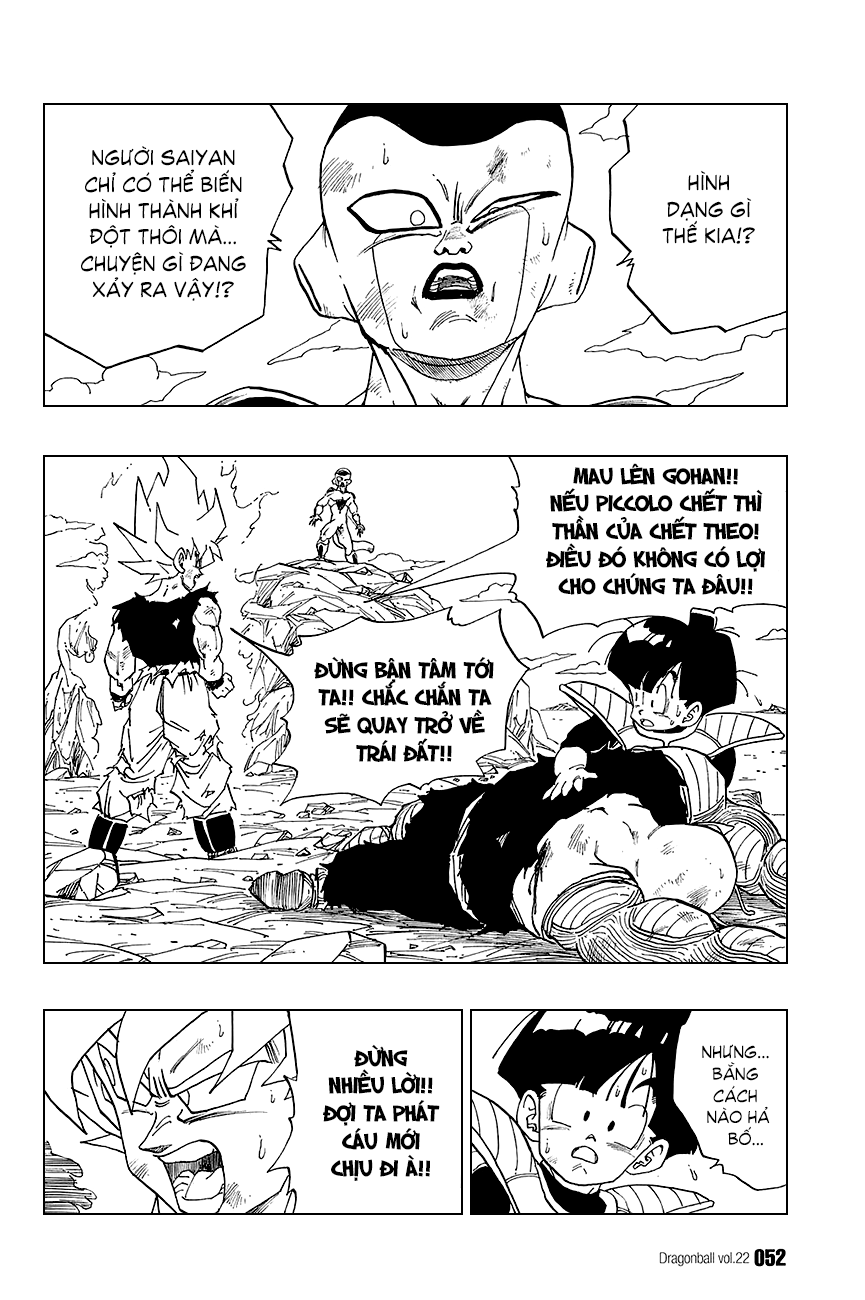 HÌNH
DẠNG GÌ
THẾ KIA!?
NGƯỜI SAIYAN
CHỈ CÓ THỂ BIẾN
HÌNH THÀNH KHỈ
ĐỘT THÔI MÀ...
CHUYỆN GÌ ĐANG
XẢY RA VẬY!?
MAU LÊN GOHAN!!
NẾU PICCOLO CHẾT THÌ
THẦN CŨA CHẾT THEO!
ĐIỀU ĐÓ KHÔNG CÓ LỢI
CHO CHÚNG TA ĐÂU!!
ĐỪNG BẬN TÂM TỚI
TA!! CHẮC CHẮN TA
SẼ QUAY TRỞ VỀ
TRÁI ĐẤT!!
NHƯNG...
BẰNG
CÁCH
NÀO HẢ
BỐ...
ĐỪNG
NHIỀU LỜI!!
ĐỢI TA PHÁT
CÁU MỚI
CHỊU ĐI À!!
Dragonball vol.22 052